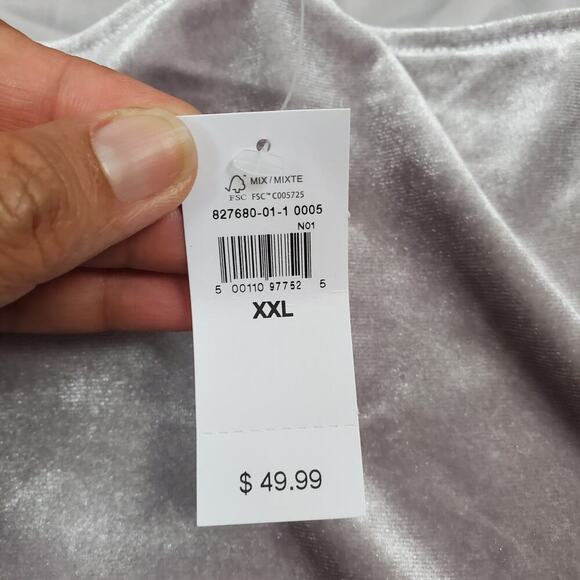 MIX / MIXTE
FSC FSC™ C005725
827680-01-1 0005
N01
5 00110 97752 5
XXL
$ 49.99